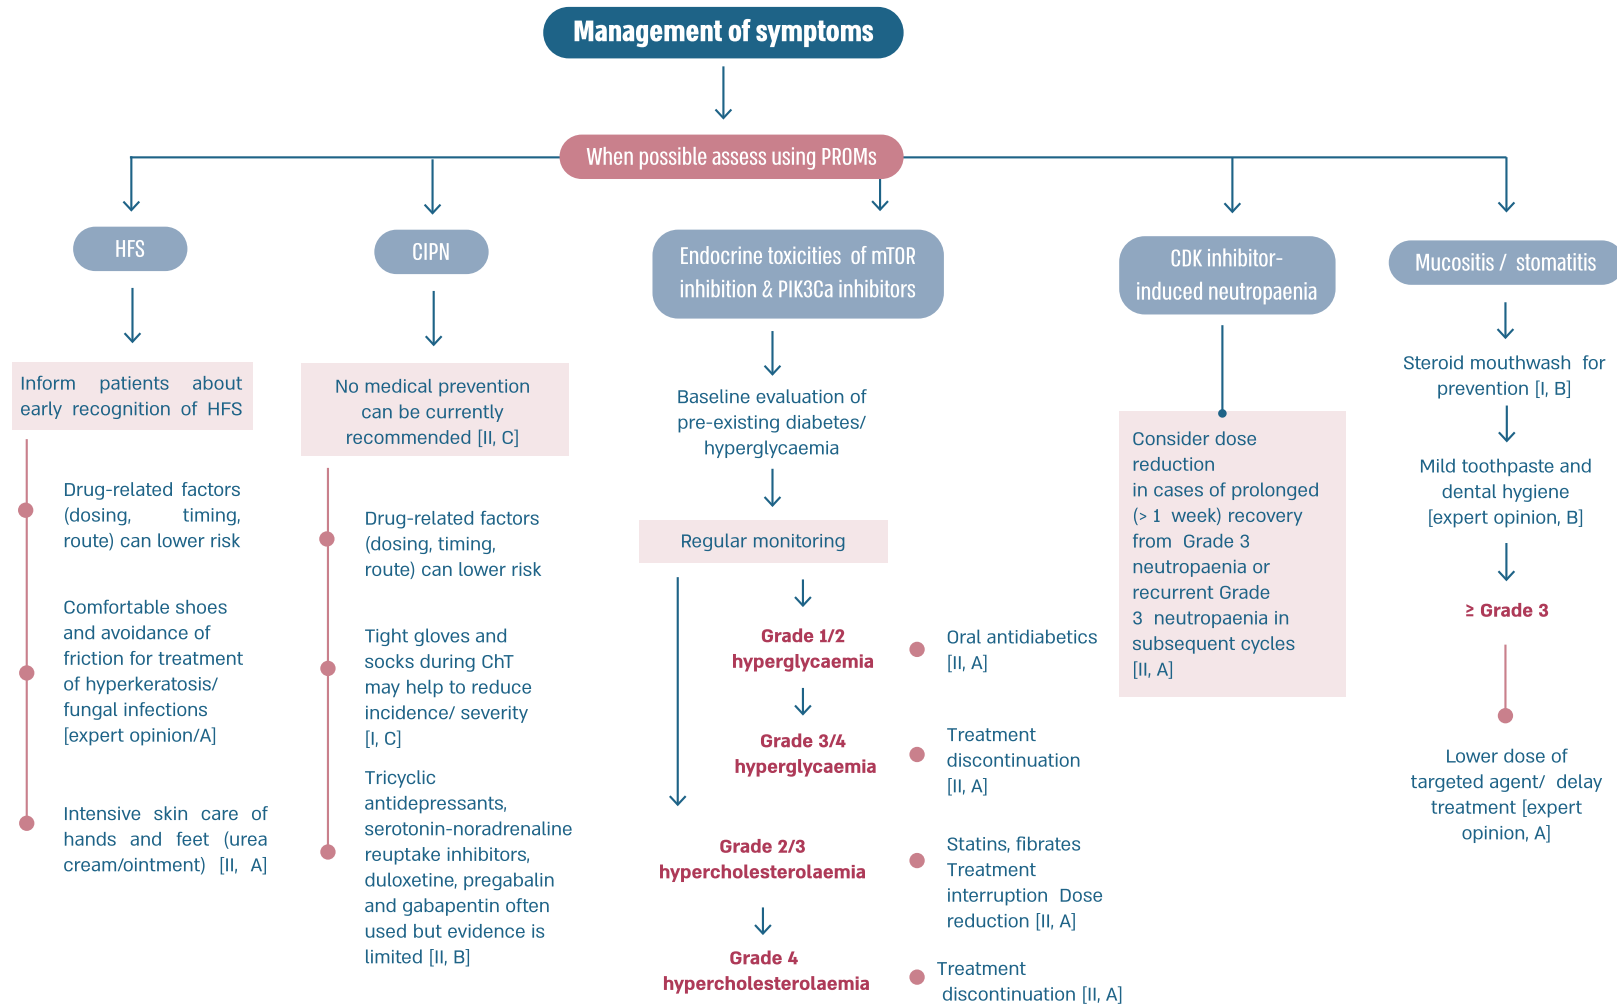 Management of symptoms
When possible assess using PROMs
HFS
Inform patients about
early recognition of HFS
Drug-related factors
(dosing, timing,
route) can lower risk
Comfortable shoes
and avoidance of
friction for treatment
of hyperkeratosis/
fungal infections
[expert opinion/A]
Intensive skin care of
hands and feet (urea
cream/ointment) [II, A]
CIPN
No medical prevention
can be currently
recommended [II, C]
Drug-related factors
(dosing, timing,
route) can lower risk
Tight gloves and
socks during ChT
may help to reduce
incidence/ severity
[I, C]
Tricyclic
antidepressants,
serotonin-noradrenaline
reuptake inhibitors,
duloxetine, pregabalin
and gabapentin often
used but evidence is
limited [II, B]
Endocrine toxicities of mTOR
inhibition & PIK3Ca inhibitors
Baseline evaluation of
pre-existing diabetes/
hyperglycaemia
Regular monitoring
Grade 1/2
hyperglycaemia
Oral antidiabetics
[II, A]
Grade 3/4
hyperglycaemia
Treatment
discontinuation
[II, A]
Grade 2/3
hypercholesterolaemia
Statins, fibrates
Treatment
interruption Dose
reduction [II, A]
Grade 4
hypercholesterolaemia
Treatment
discontinuation [II, A]
CDK inhibitor-
induced neutropaenia
Consider dose
reduction
in cases of prolonged
(> 1 week) recovery
from Grade 3
neutropaenia or
recurrent Grade
3 neutropaenia in
subsequent cycles
[II, A]
Mucositis / stomatitis
Steroid mouthwash for
prevention [I, B]
Mild toothpaste and
dental hygiene
[expert opinion, B]
≥ Grade 3
Lower dose of
targeted agent/ delay
treatment [expert
opinion, A]